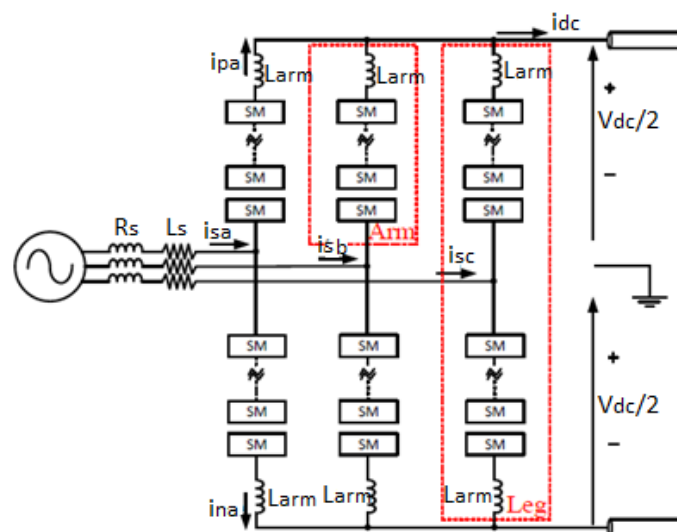 idc
ipa
Larm Larm Larm
SM SM SM
SM SM SM
SM SM SM
+
Vdc/2
−
Arm
Rs Ls isa
isb
isc
SM SM SM
SM SM SM
SM SM SM
+
Vdc/2
−
ina
Larm Larm Larm
Leg